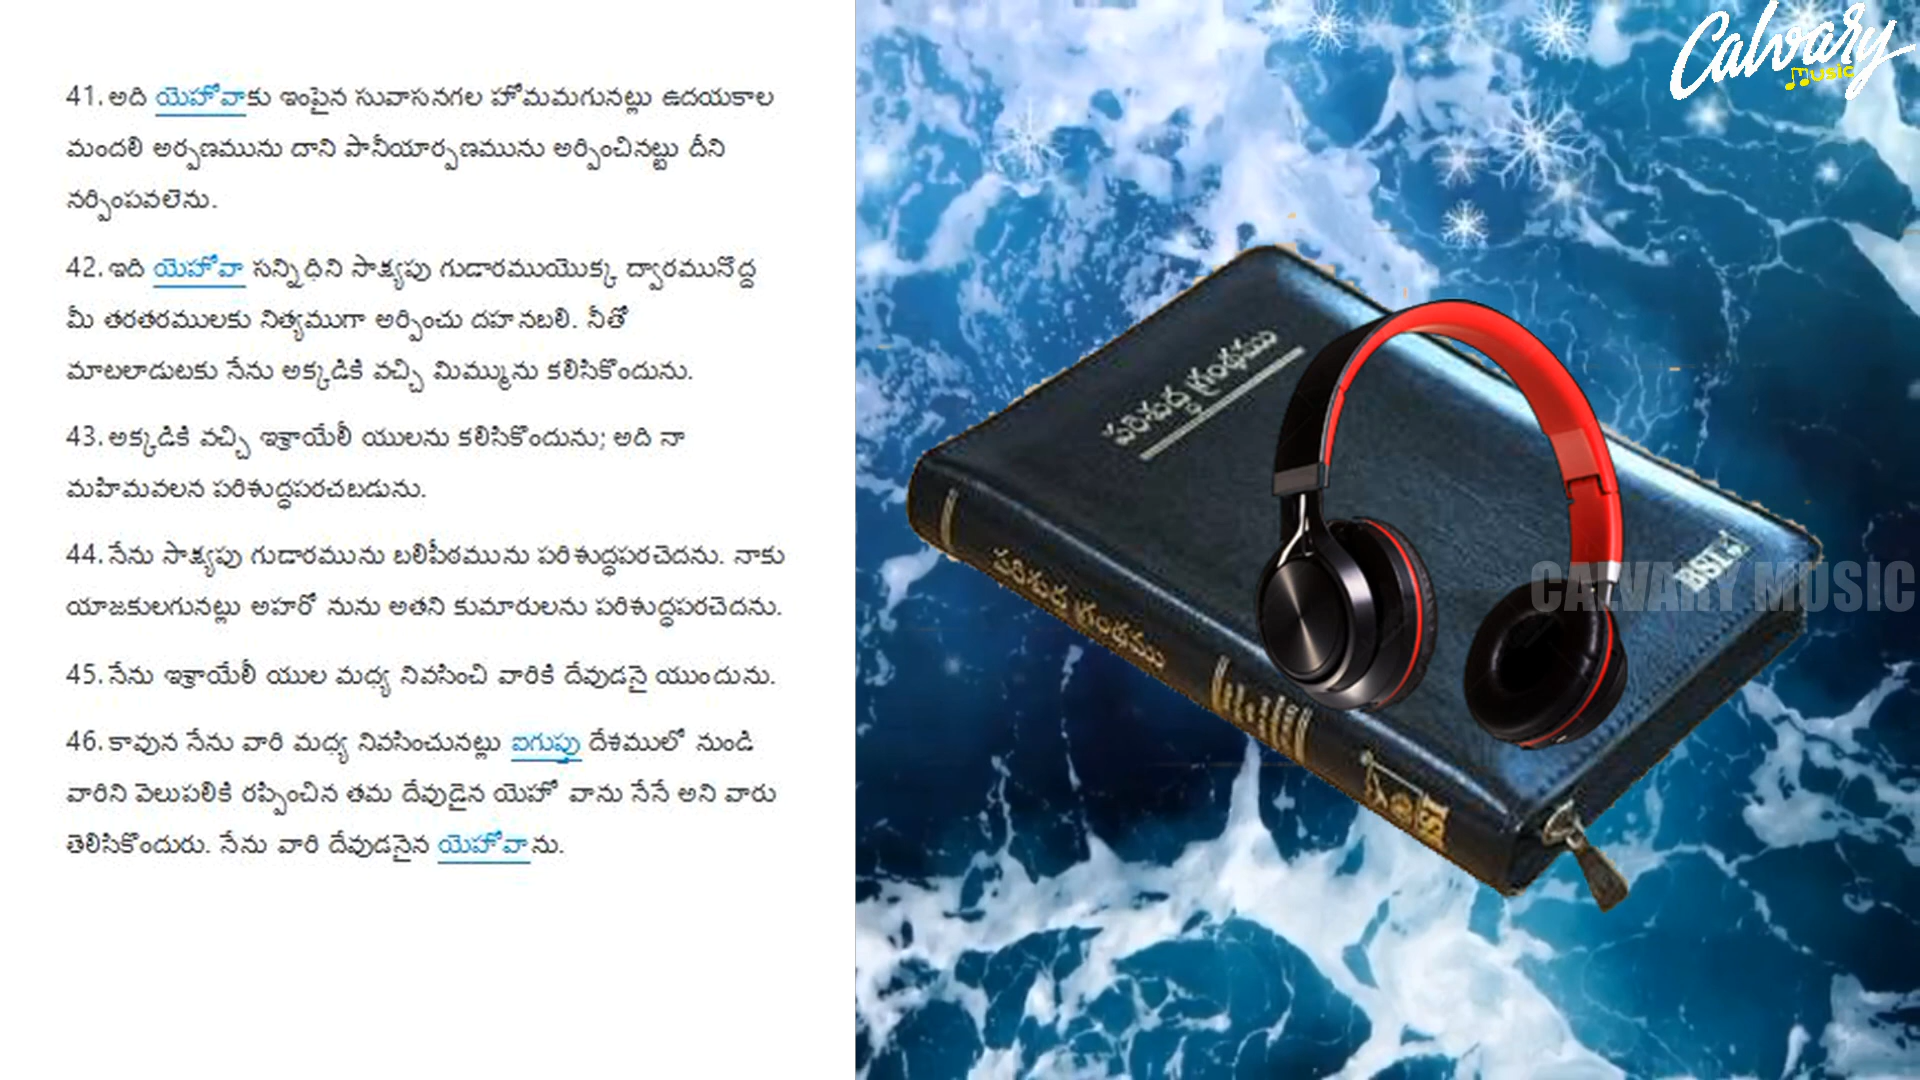 41. అది యెహోవాకు ఇంపైన సువాసనగల హోమమగునట్లు ఉదయకాల
మందలి అర్పణమును దాని పానీయార్పణమును అర్పించినట్టు దీని
నర్పింపవలెను.
42. ఇది యెహోవా సన్నిధిని సాక్ష్యపు గుడారముయొక్క ద్వారమునొద్ద
మీ తరతరములకు నిత్యముగా అర్పించు దహనబలి. నీతో
మాటలాడుటకు నేను అక్కడికి వచ్చి మిమ్మును కలిసికొందును.
43. అక్కడికి వచ్చి ఇశ్రాయేలీ యులను కలిసికొందును; అది నా
మహిమవలన పరిశుద్ధపరచబడును.
44. నేను సాక్ష్యపు గుడారమును బలిపీఠమును పరిశుద్ధపరచెదను. నాకు
యాజకులగునట్లు అహరో నును అతని కుమారులను పరిశుద్ధపరచెదను.
45. నేను ఇశ్రాయేలీ యుల మధ్య నివసించి వారికి దేవుడనై యుందును.
46. కావున నేను వారి మధ్య నివసించునట్లు ఐగుప్తు దేశములో నుండి
వారిని వెలుపలికి రప్పించిన తమ దేవుడైన యెహో వాను నేనే అని వారు
తెలిసికొందురు. నేను వారి దేవుడనైన యెహోవాను.
Calvary
music
పరిశుద్ధ గ్రంథము
BSI
CALVARY MUSIC
పరిశుద్ధ గ్రంథము